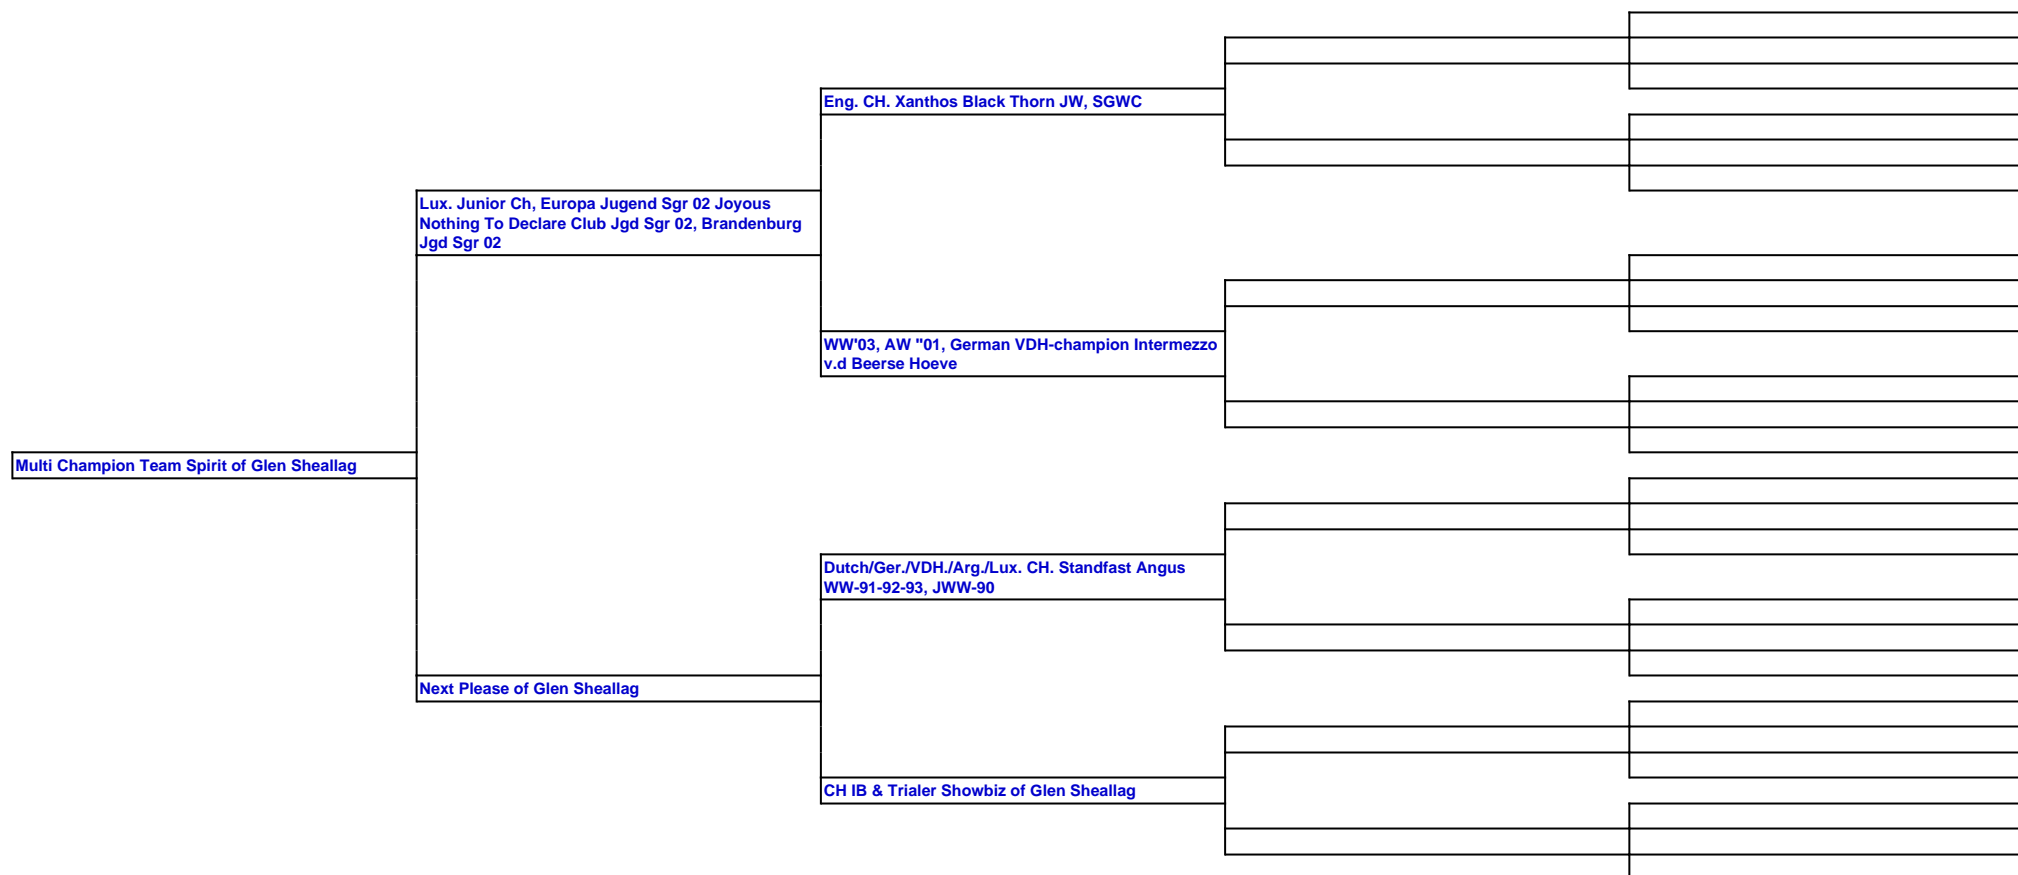 Eng. CH. Xanthos Black Thorn JW, SGWC
Lux. Junior Ch, Europa Jugend Sgr 02 Joyous
Nothing To Declare Club Jgd Sgr 02, Brandenburg
Jgd Sgr 02
WW'03, AW "01, German VDH-champion Intermezzo
v.d Beerse Hoeve
Multi Champion Team Spirit of Glen Sheallag
Dutch/Ger./VDH./Arg./Lux. CH. Standfast Angus
WW-91-92-93, JWW-90
Next Please of Glen Sheallag
CH IB & Trialer Showbiz of Glen Sheallag